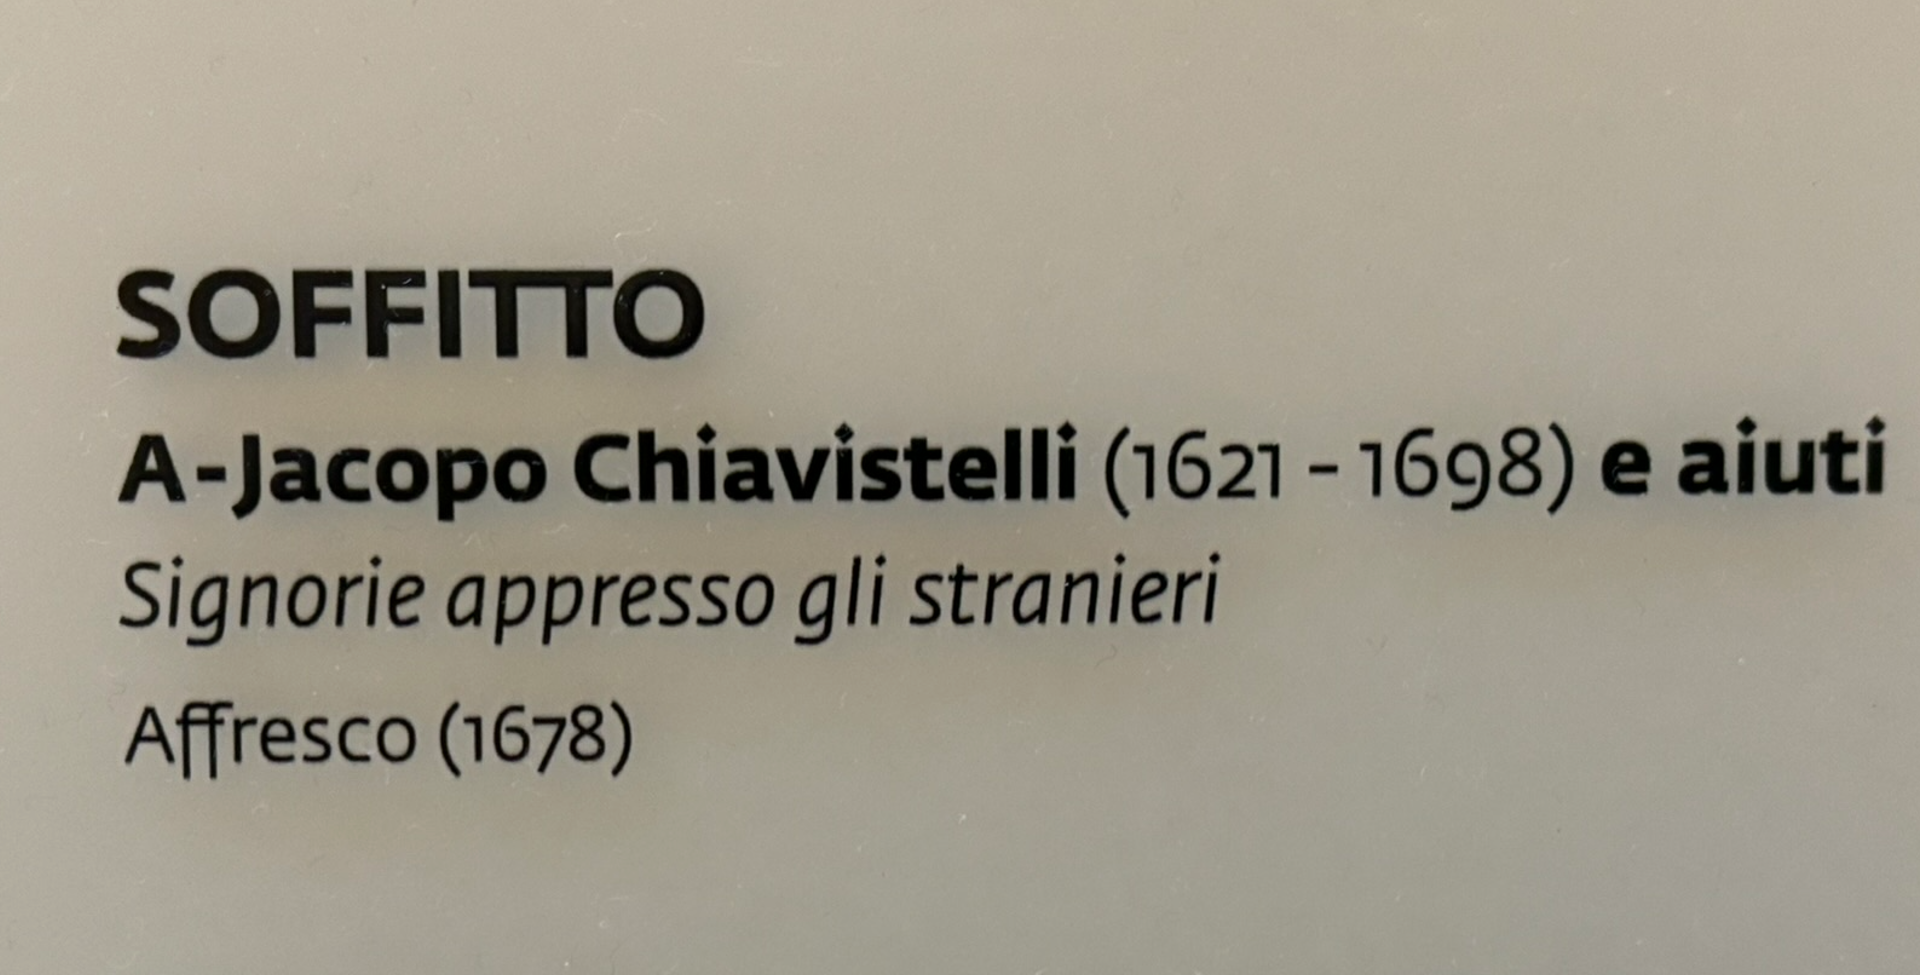 SOFFITTO
A-Jacopo Chiavistelli (1621 - 1698) e aiuti
Signorie appresso gli stranieri
Affresco (1678)